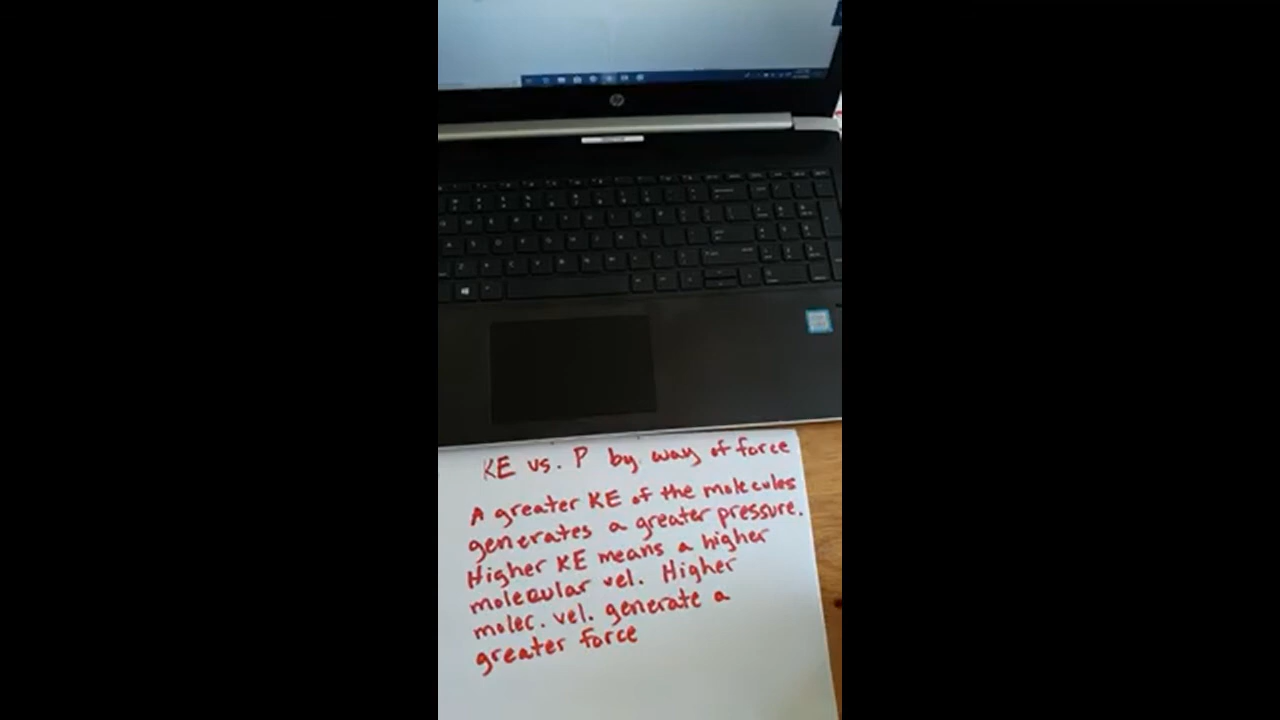 hp
KE vs. P by way of force
A greater KE of the molecules
generates a greater pressure.
Higher KE means a higher
molecular vel. Higher
molec. vel. generate a
greater force